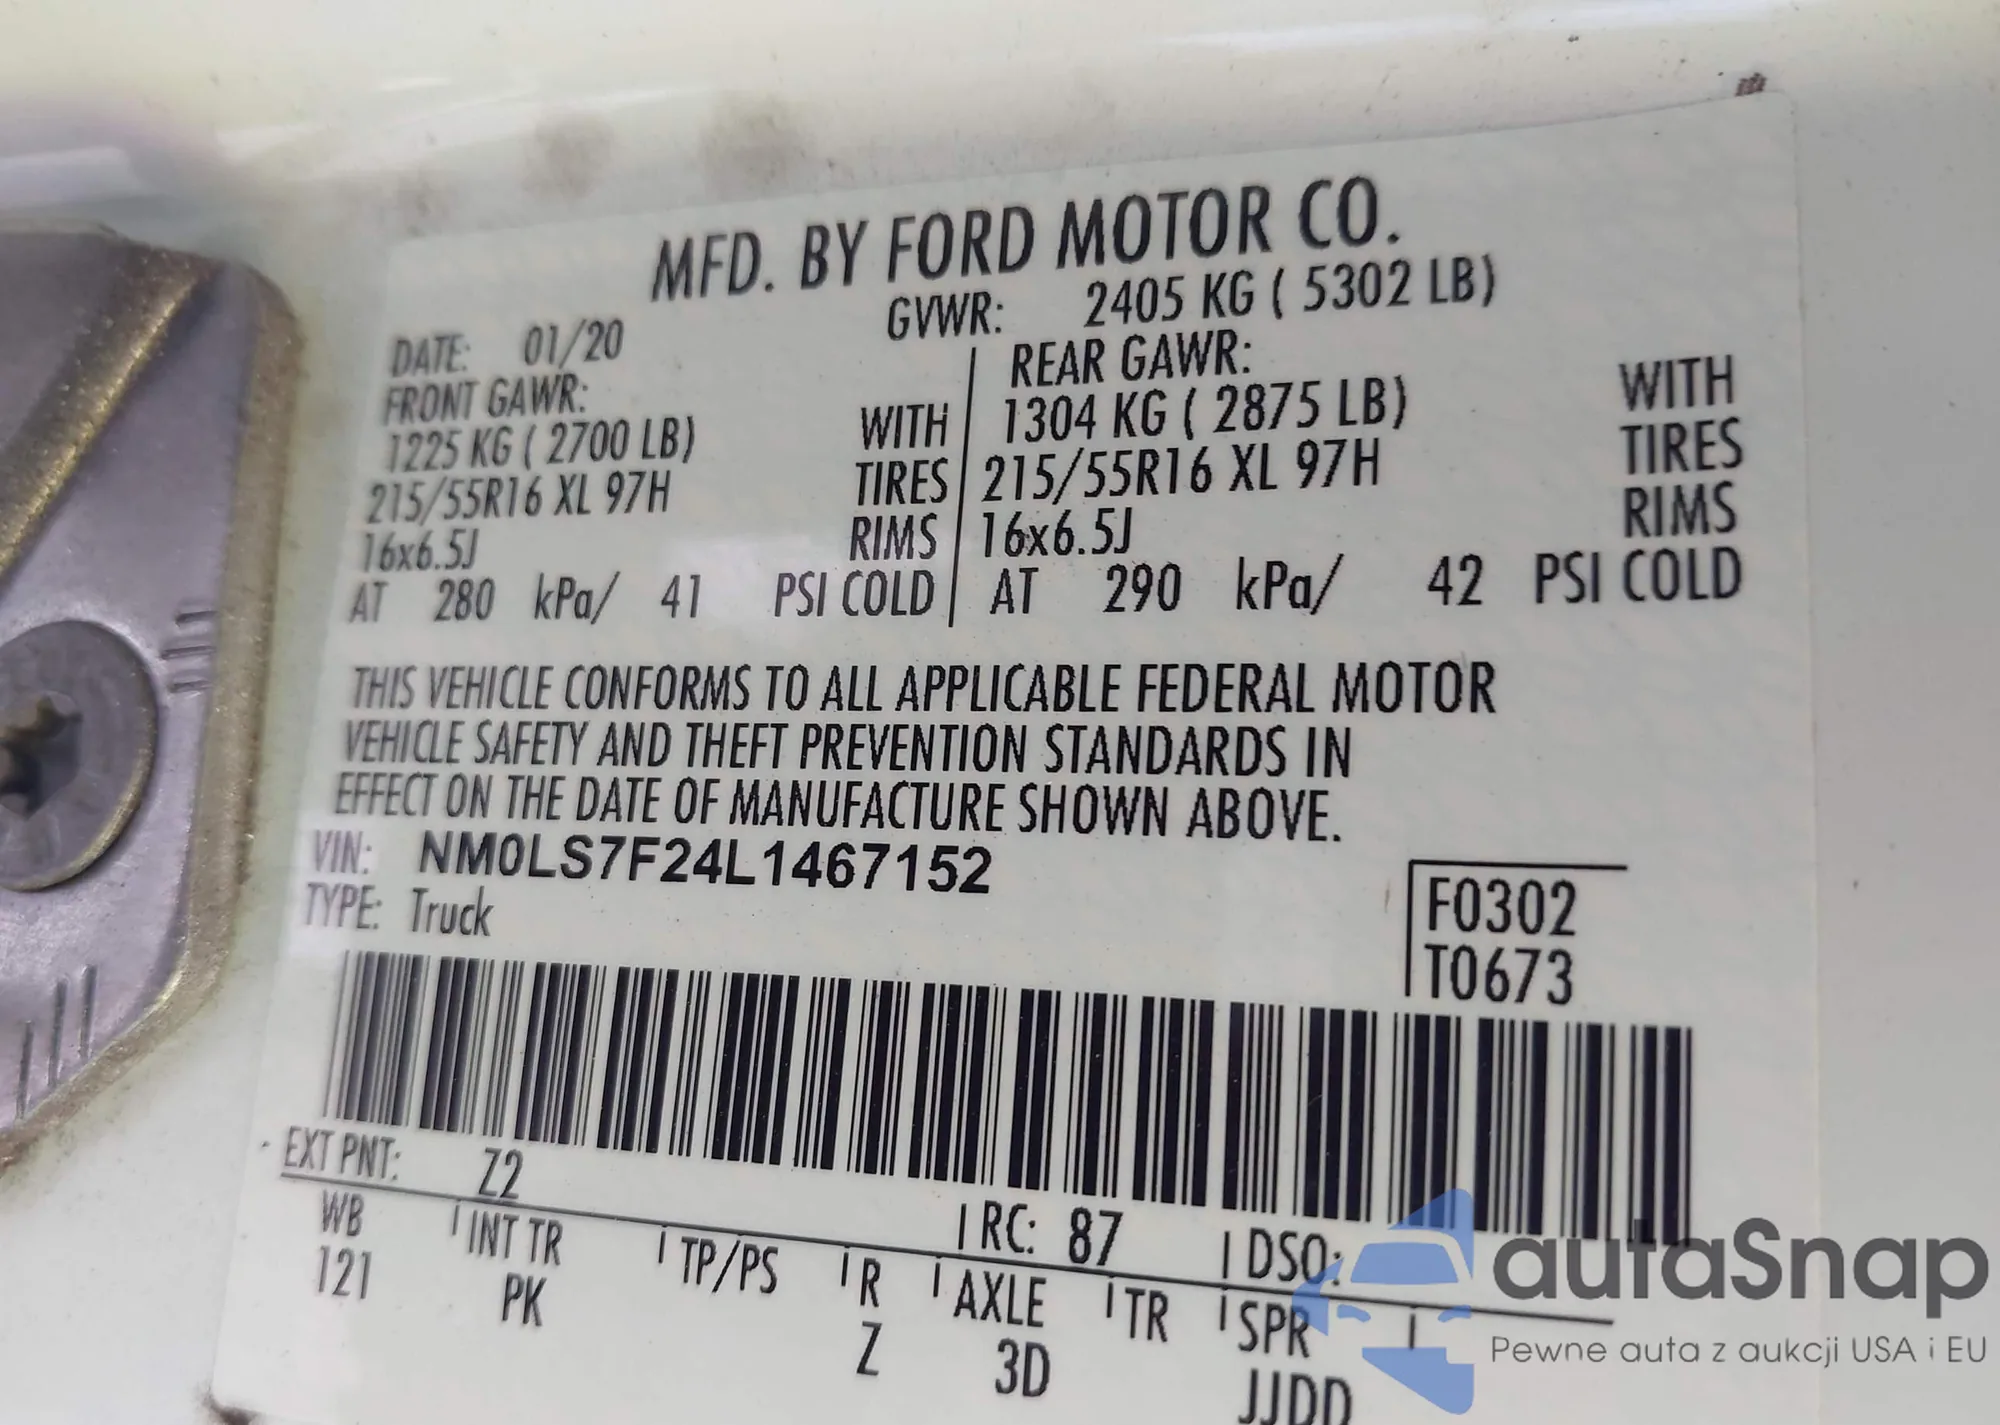 MFD. BY FORD MOTOR CO.
DATE: 01/20 GVWR: 2405 KG ( 5302 LB)
FRONT GAWR: REAR GAWR:
1225 KG ( 2700 LB) WITH 1304 KG ( 2875 LB) WITH
215/55R16 XL 97H TIRES 215/55R16 XL 97H TIRES
16x6.5J RIMS 16x6.5J RIMS
AT 280 kPa/ 41 PSI COLD AT 290 kPa/ 42 PSI COLD
THIS VEHICLE CONFORMS TO ALL APPLICABLE FEDERAL MOTOR
VEHICLE SAFETY AND THEFT PREVENTION STANDARDS IN
EFFECT ON THE DATE OF MANUFACTURE SHOWN ABOVE.
VIN: NM0LS7F24L1467152
TYPE: Truck
F0302
T0673
EXT PNT: Z2 RC: 87 DSO:
WB INT TR TP/PS R AXLE TR SPR
121 PK Z 3D JJDD
autaSnap
Pewne auta z aukcji USA i EU